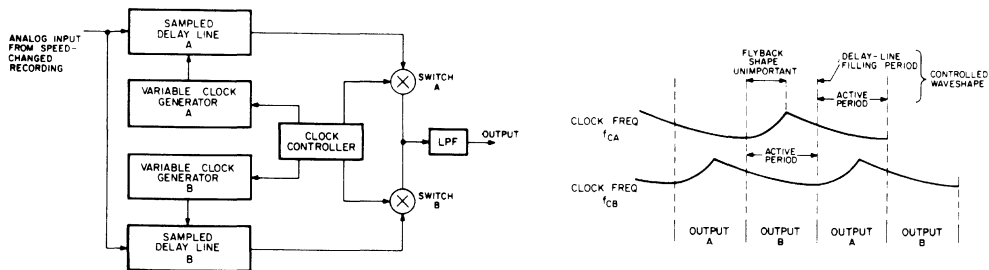 ANALOG INPUT
FROM SPEED-
CHANGED
RECORDING
SAMPLED
DELAY LINE
A
VARIABLE CLOCK
GENERATOR
A
VARIABLE CLOCK
GENERATOR
B
SAMPLED
DELAY LINE
B
CLOCK
CONTROLLER
SWITCH
A
LPF
OUTPUT
SWITCH
B
FLYBACK
SHAPE
UNIMPORTANT
DELAY-LINE
FILLING PERIOD
CONTROLLED
WAVESHAPE
ACTIVE
PERIOD
CLOCK FREQ
fCA
ACTIVE
PERIOD
CLOCK FREQ
fCB
OUTPUT
A
OUTPUT
B
OUTPUT
A
OUTPUT
B